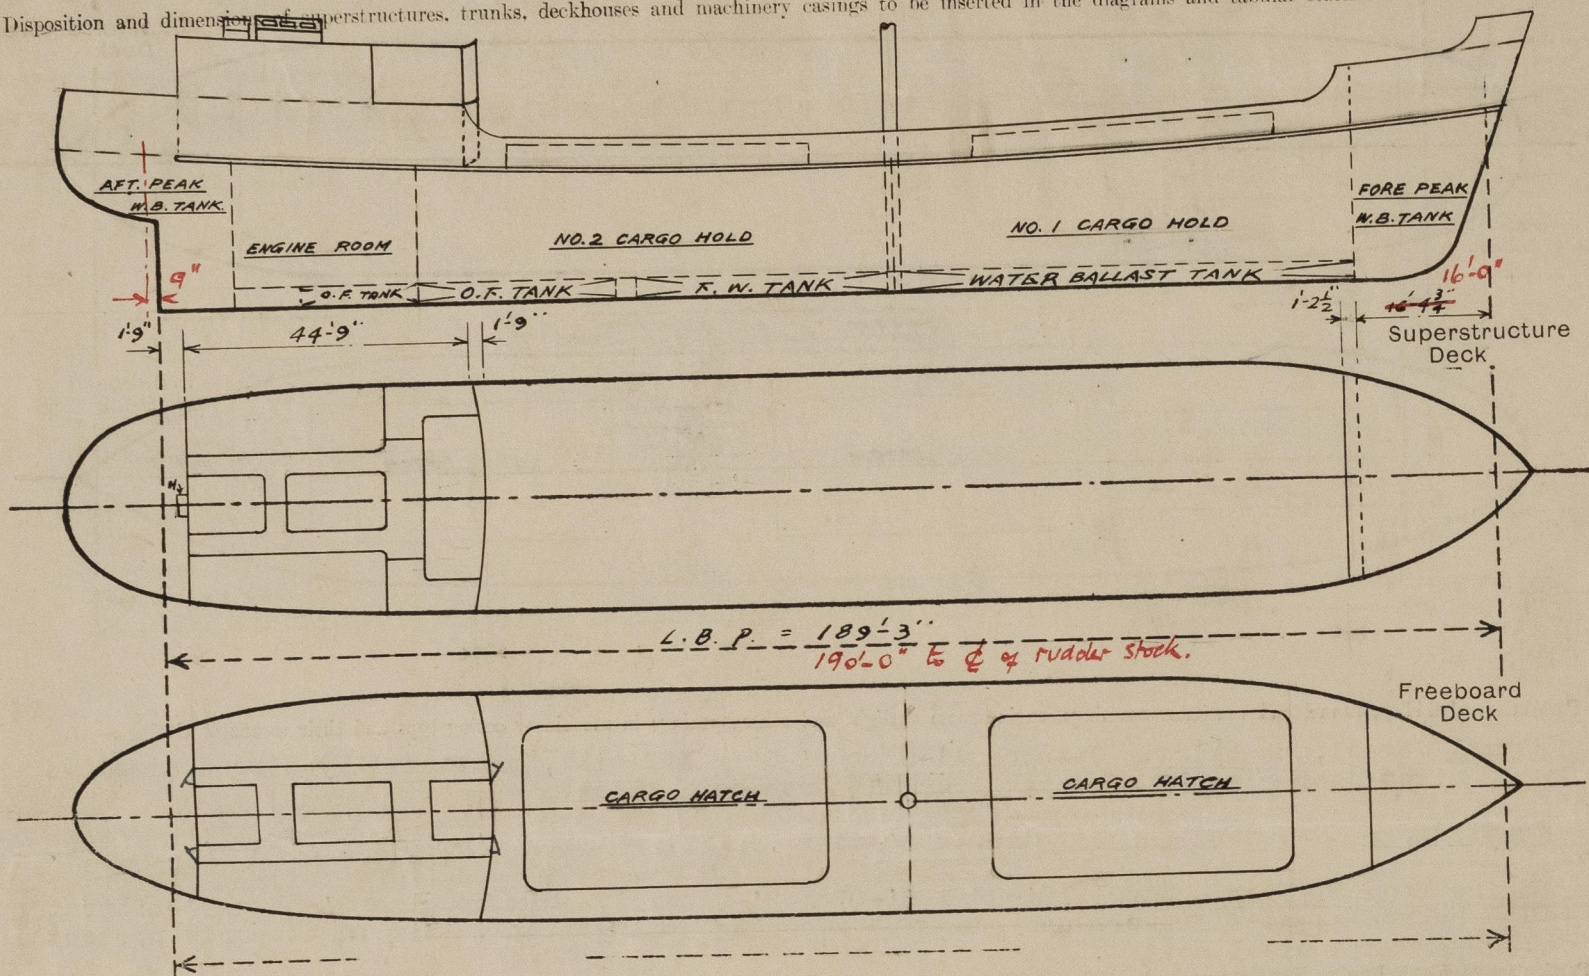 Disposition and dimensions of superstructures, trunks, deckhouses and machinery casings to be inserted in the diagrams and
AFT. PEAK
W.B. TANK.
ENGINE ROOM
NO. 2 CARGO HOLD
NO. 1 CARGO HOLD
FORE PEAK
W.B. TANK
9"
O.F. TANK
O.F. TANK
F. W. TANK
WATER BALLAST TANK
16'-0"
1'-9"
44'-9"
1'-9"
1'-2½"
16'-4¾"
Superstructure
Deck
L. B. P. = 189'-3"
190'-0" to ℄ of rudder stock.
Freeboard
Deck
CARGO HATCH
CARGO HATCH